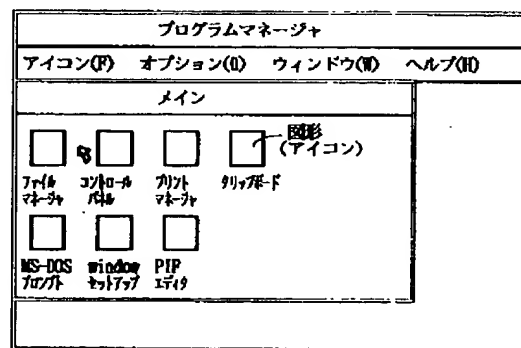 プログラムマネージャ
アイコン(F) オプション(O) ウィンドウ(W) ヘルプ(H)
メイン
図形
(アイコン)
ファイル
マネージャ
コントロール
パネル
プリント
マネージャ
クリップボード
MS-DOS
プロンプト
window
セットアップ
PIF
エディタ